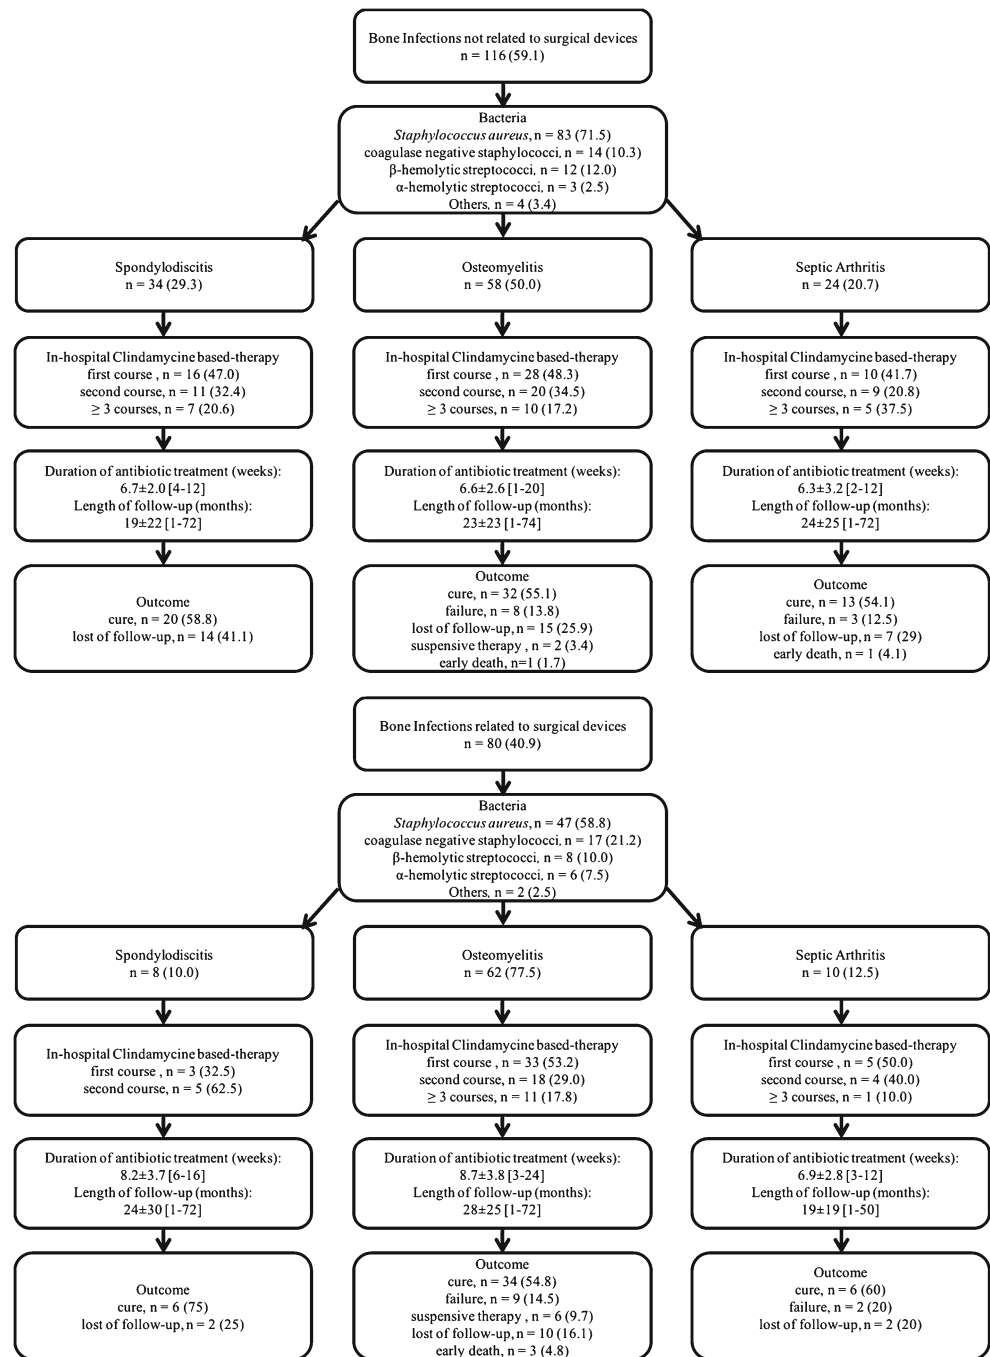 Bone Infections not related to surgical devices
n = 116 (59.1)
Bacteria
Staphylococcus aureus, n = 83 (71.5)
coagulase negative staphylococci, n = 14 (10.3)
β-hemolytic streptococci, n = 12 (12.0)
α-hemolytic streptococci, n = 3 (2.5)
Others, n = 4 (3.4)
Spondylodiscitis
n = 34 (29.3)
Osteomyelitis
n = 58 (50.0)
Septic Arthritis
n = 24 (20.7)
In-hospital Clindamycine based-therapy
first course , n = 16 (47.0)
second course, n = 11 (32.4)
≥ 3 courses, n = 7 (20.6)
In-hospital Clindamycine based-therapy
first course , n = 28 (48.3)
second course, n = 20 (34.5)
≥ 3 courses, n = 10 (17.2)
In-hospital Clindamycine based-therapy
first course , n = 10 (41.7)
second course, n = 9 (20.8)
≥ 3 courses, n = 5 (37.5)
Duration of antibiotic treatment (weeks):
6.7±2.0 [4-12]
Length of follow-up (months):
19±22 [1-72]
Duration of antibiotic treatment (weeks):
6.6±2.6 [1-20]
Length of follow-up (months):
23±23 [1-74]
Duration of antibiotic treatment (weeks):
6.3±3.2 [2-12]
Length of follow-up (months):
24±25 [1-72]
Outcome
cure, n = 20 (58.8)
lost of follow-up, n = 14 (41.1)
Outcome
cure, n = 32 (55.1)
failure, n = 8 (13.8)
lost of follow-up, n = 15 (25.9)
suspensive therapy , n = 2 (3.4)
early death, n=1 (1.7)
Outcome
cure, n = 13 (54.1)
failure, n = 3 (12.5)
lost of follow-up, n = 7 (29)
early death, n = 1 (4.1)
Bone Infections related to surgical devices
n = 80 (40.9)
Bacteria
Staphylococcus aureus, n = 47 (58.8)
coagulase negative staphylococci, n = 17 (21.2)
β-hemolytic streptococci, n = 8 (10.0)
α-hemolytic streptococci, n = 6 (7.5)
Others, n = 2 (2.5)
Spondylodiscitis
n = 8 (10.0)
Osteomyelitis
n = 62 (77.5)
Septic Arthritis
n = 10 (12.5)
In-hospital Clindamycine based-therapy
first course , n = 3 (32.5)
second course, n = 5 (62.5)
In-hospital Clindamycine based-therapy
first course , n = 33 (53.2)
second course, n = 18 (29.0)
≥ 3 courses, n = 11 (17.8)
In-hospital Clindamycine based-therapy
first course , n = 5 (50.0)
second course, n = 4 (40.0)
≥ 3 courses, n = 1 (10.0)
Duration of antibiotic treatment (weeks):
8.2±3.7 [6-16]
Length of follow-up (months):
24±30 [1-72]
Duration of antibiotic treatment (weeks):
8.7±3.8 [3-24]
Length of follow-up (months):
28±25 [1-72]
Duration of antibiotic treatment (weeks):
6.9±2.8 [3-12]
Length of follow-up (months):
19±19 [1-50]
Outcome
cure, n = 6 (75)
lost of follow-up, n = 2 (25)
Outcome
cure, n = 34 (54.8)
failure, n = 9 (14.5)
suspensive therapy , n = 6 (9.7)
lost of follow-up, n = 10 (16.1)
early death, n = 3 (4.8)
Outcome
cure, n = 6 (60)
failure, n = 2 (20)
lost of follow-up, n = 2 (20)